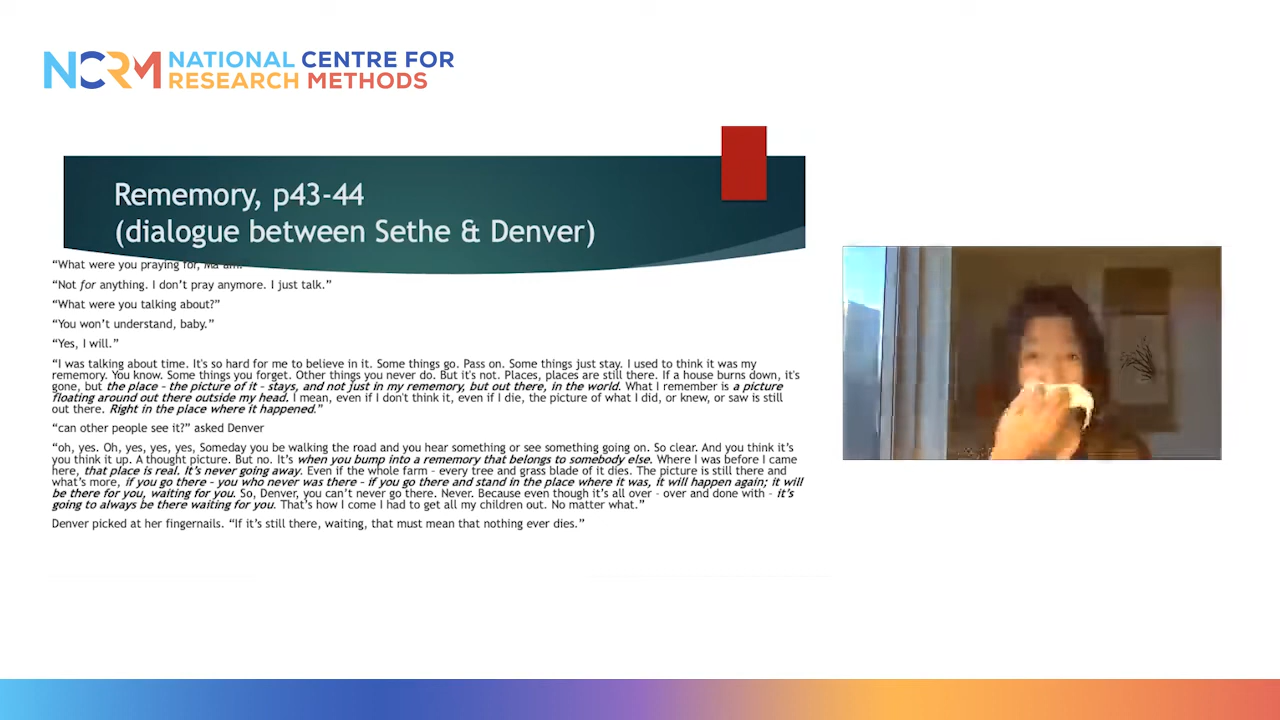 NCRM NATIONAL CENTRE FOR
RESEARCH METHODS
Rememory, p43-44
(dialogue between Sethe & Denver)
“What were you praying for, Ma'am?
“Not for anything. I don’t pray anymore. I just talk.”
“What were you talking about?”
“You won’t understand, baby.”
“Yes, I will.”
“I was talking about time. It's so hard for me to believe in it. Some things go. Pass on. Some things just stay. I used to think it was my
rememory. You know. Some things you forget. Other things you never do. But it's not. Places, places are still there. If a house burns down, it's
gone, but the place – the picture of it – stays, and not just in my rememory, but out there, in the world. What I remember is a picture
floating around out there outside my head. I mean, even if I don't think it, even if I die, the picture of what I did, or knew, or saw is still
out there. Right in the place where it happened.”
“can other people see it?” asked Denver
“oh, yes. Oh, yes, yes, yes, Someday you be walking the road and you hear something or see something going on. So clear. And you think it’s
you think it up. A thought picture. But no. It’s when you bump into a rememory that belongs to somebody else. Where I was before I came
here, that place is real. It’s never going away. Even if the whole farm – every tree and grass blade of it dies. The picture is still there and
what’s more, if you go there – you who never was there – if you go there and stand in the place where it was, it will happen again; it will
be there for you, waiting for you. So, Denver, you can’t never go there. Never. Because even though it’s all over – over and done with – it’s
going to always be there waiting for you. That’s how I come I had to get all my children out. No matter what.”
Denver picked at her fingernails. “If it’s still there, waiting, that must mean that nothing ever dies.”